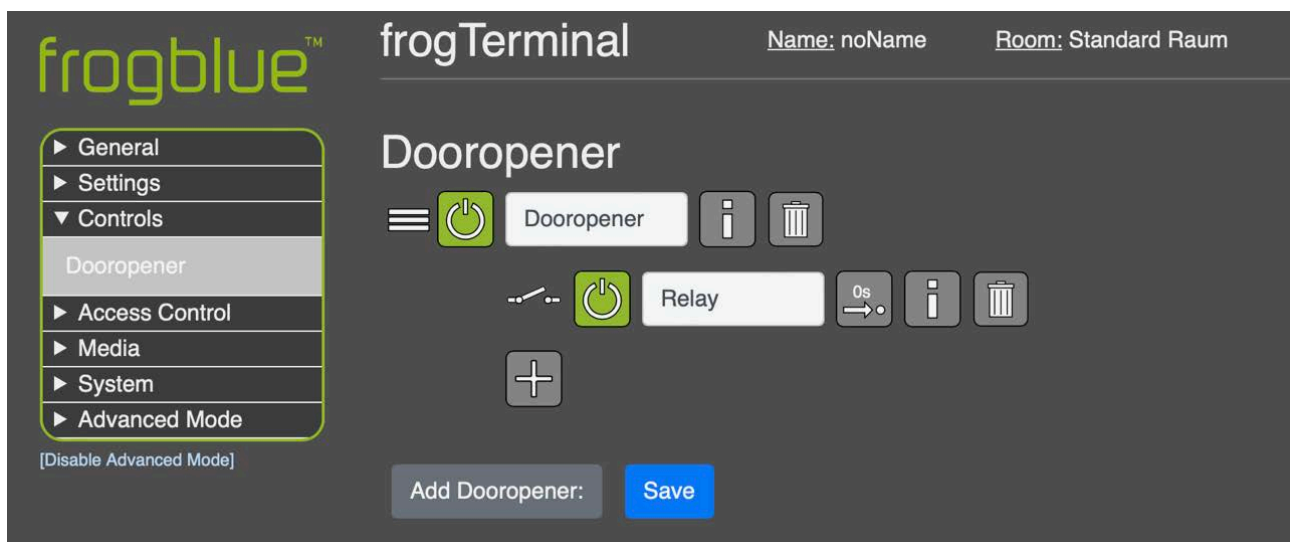 frogblue™
frogTerminal
Name: noName
Room: Standard Raum
General
Settings
Controls
Dooropener
Access Control
Media
System
Advanced Mode
[Disable Advanced Mode]
Dooropener
Dooropener
Relay
0s
Add Dooropener:
Save